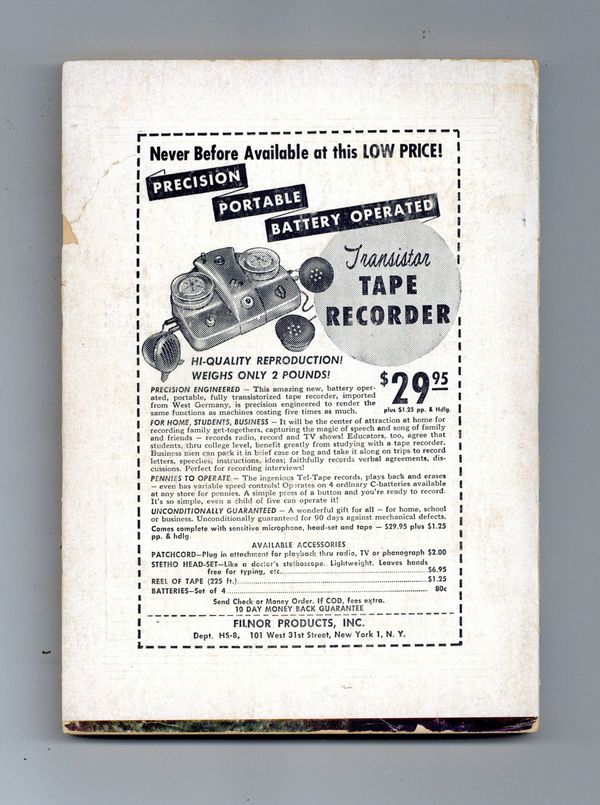 Never Before Available at this LOW PRICE!
PRECISION
PORTABLE
BATTERY OPERATED
Transistor
TAPE
RECORDER
HI-QUALITY REPRODUCTION!
WEIGHS ONLY 2 POUNDS!
$29.95
plus $1.25 pp. & Hdlg.
PRECISION ENGINEERED — This amazing new, battery oper-
ated, portable, fully transistorized tape recorder, imported
from West Germany, is precision engineered to render the
same functions as machines costing five times as much.
FOR HOME, STUDENTS, BUSINESS — It will be the center of attraction at home for
recording family get-togethers, capturing the magic of speech and song of family
and friends — records radio, record and TV shows! Educators, too, agree that
students, thru college level, benefit greatly from studying with a tape recorder.
Business men can pack it in brief case or bag and take it along on trips to record
letters, speeches, instructions, ideas; faithfully records verbal agreements, dis-
cussions. Perfect for recording interviews!
PENNIES TO OPERATE — The ingenious Tel-Tape records, plays back and erases
— even has variable speed controls! Operates on 4 ordinary C-batteries available
at any store for pennies. A simple press of a button and you're ready to record.
It's so simple, even a child of five can operate it!
UNCONDITIONALLY GUARANTEED — A wonderful gift for all — for home, school
or business. Unconditionally guaranteed for 90 days against mechanical defects.
Comes complete with sensitive microphone, head-set and tape — $29.95 plus $1.25
pp. & hdlg.
AVAILABLE ACCESSORIES
PATCHCORD—Plug in attachment for playback thru radio, TV or phonograph $2.00
STETHO HEAD-SET—Like a doctor's stethoscope. Lightweight. Leaves hands
free for typing, etc. $6.95
REEL OF TAPE (225 ft.) $1.25
BATTERIES—Set of 4 80c
Send Check or Money Order. If COD, fees extra.
10 DAY MONEY BACK GUARANTEE
FILNOR PRODUCTS, INC.
Dept. HS-8, 101 West 31st Street, New York 1, N. Y.